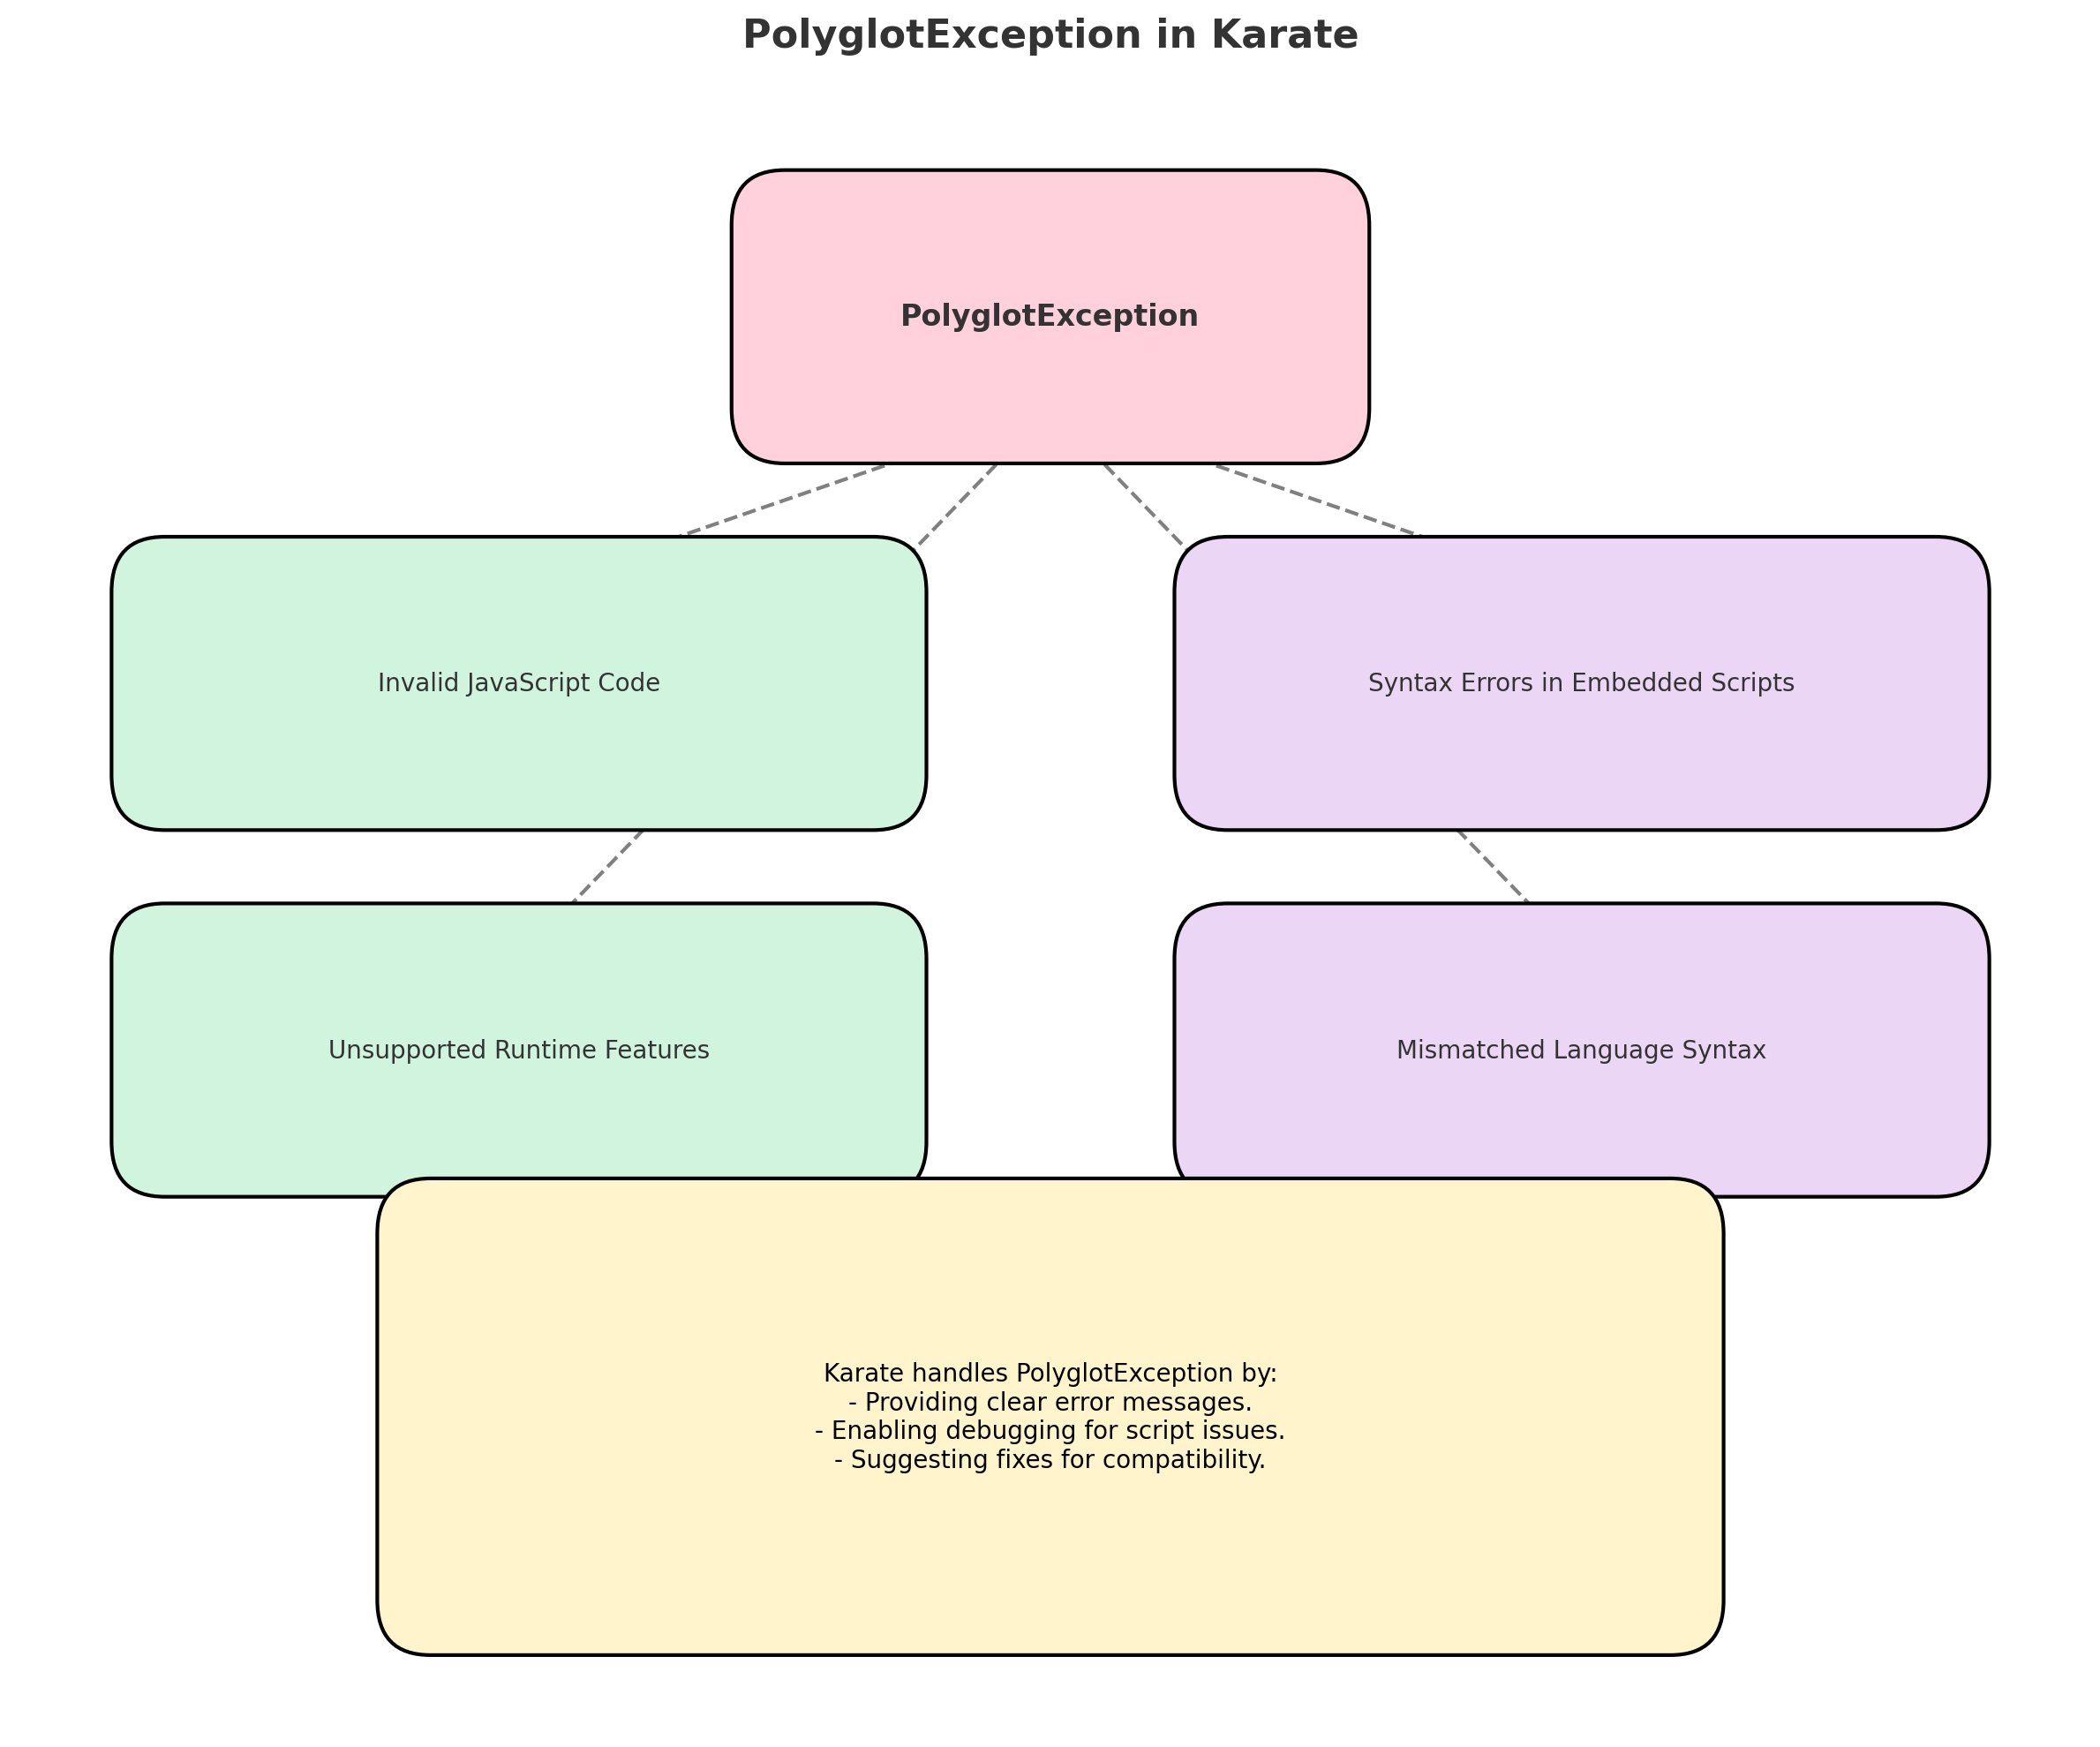 PolyglotException in Karate
PolyglotException
Invalid JavaScript Code
Syntax Errors in Embedded Scripts
Unsupported Runtime Features
Mismatched Language Syntax
Karate handles PolyglotException by:
- Providing clear error messages.
- Enabling debugging for script issues.
- Suggesting fixes for compatibility.